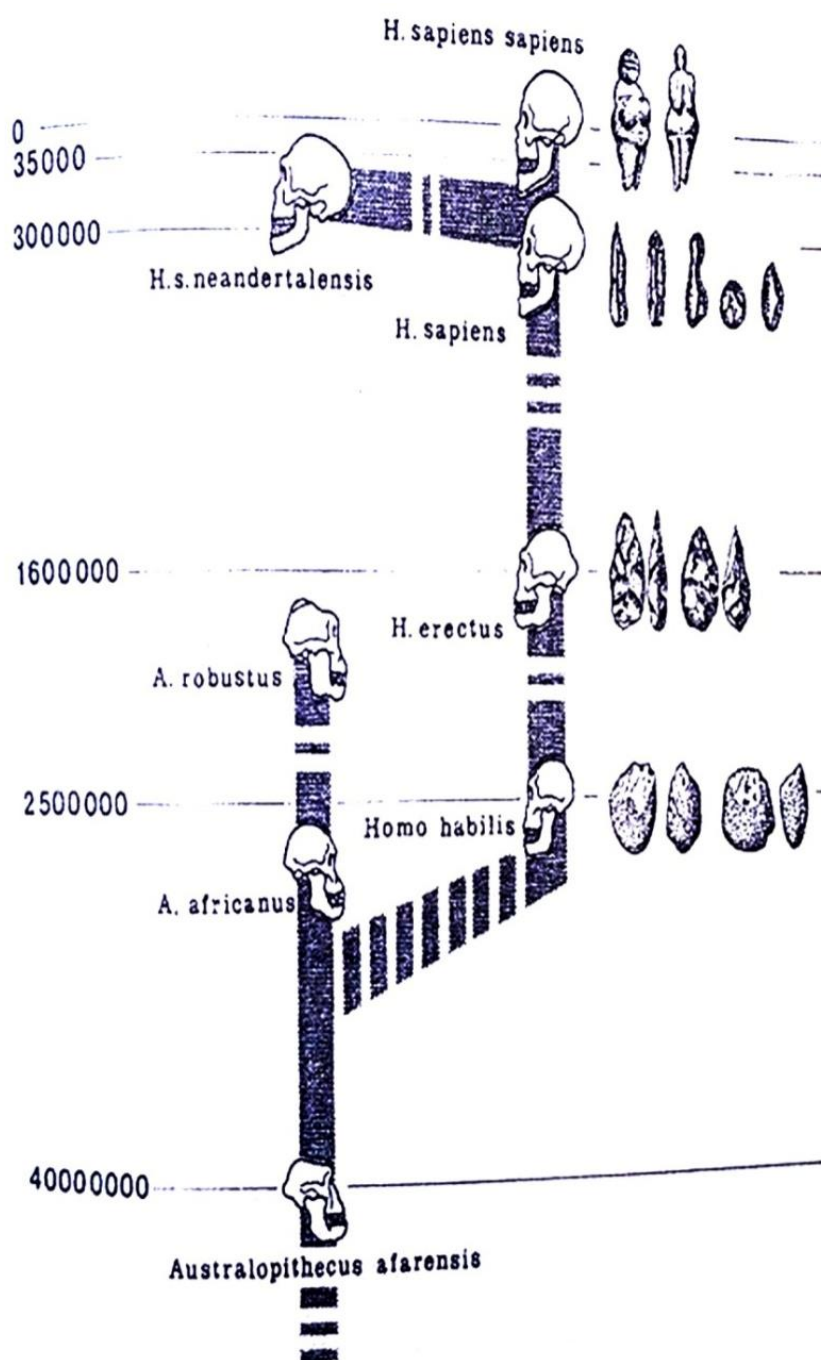 H. sapiens sapiens
0
35000
300000
H.s.neandertalensis
H. sapiens
1600000
H. erectus
A. robustus
2500000
Homo habilis
A. africanus
40000000
Australopithecus afarensis